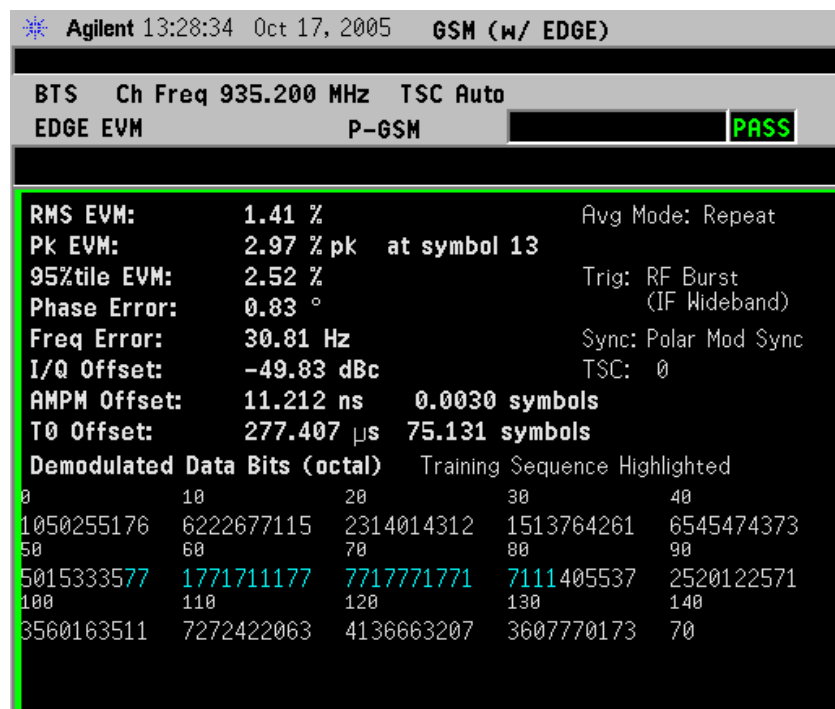 Agilent 13:28:34 Oct 17, 2005 GSM (w/ EDGE)
BTS Ch Freq 935.200 MHz TSC Auto
EDGE EVM P-GSM PASS
RMS EVM: 1.41 % Avg Mode: Repeat
Pk EVM: 2.97 % pk at symbol 13
95%tile EVM: 2.52 % Trig: RF Burst
Phase Error: 0.83 ° (IF Wideband)
Freq Error: 30.81 Hz Sync: Polar Mod Sync
I/Q Offset: -49.83 dBc TSC: 0
AMPM Offset: 11.212 ns 0.0030 symbols
T0 Offset: 277.407 µs 75.131 symbols
Demodulated Data Bits (octal) Training Sequence Highlighted
0 10 20 30 40
1050255176 6222677115 2314014312 1513764261 6545474373
50 60 70 80 90
5015333577 1771711177 7717771771 7111405537 2520122571
100 110 120 130 140
3560163511 7272422063 4136663207 3607770173 70